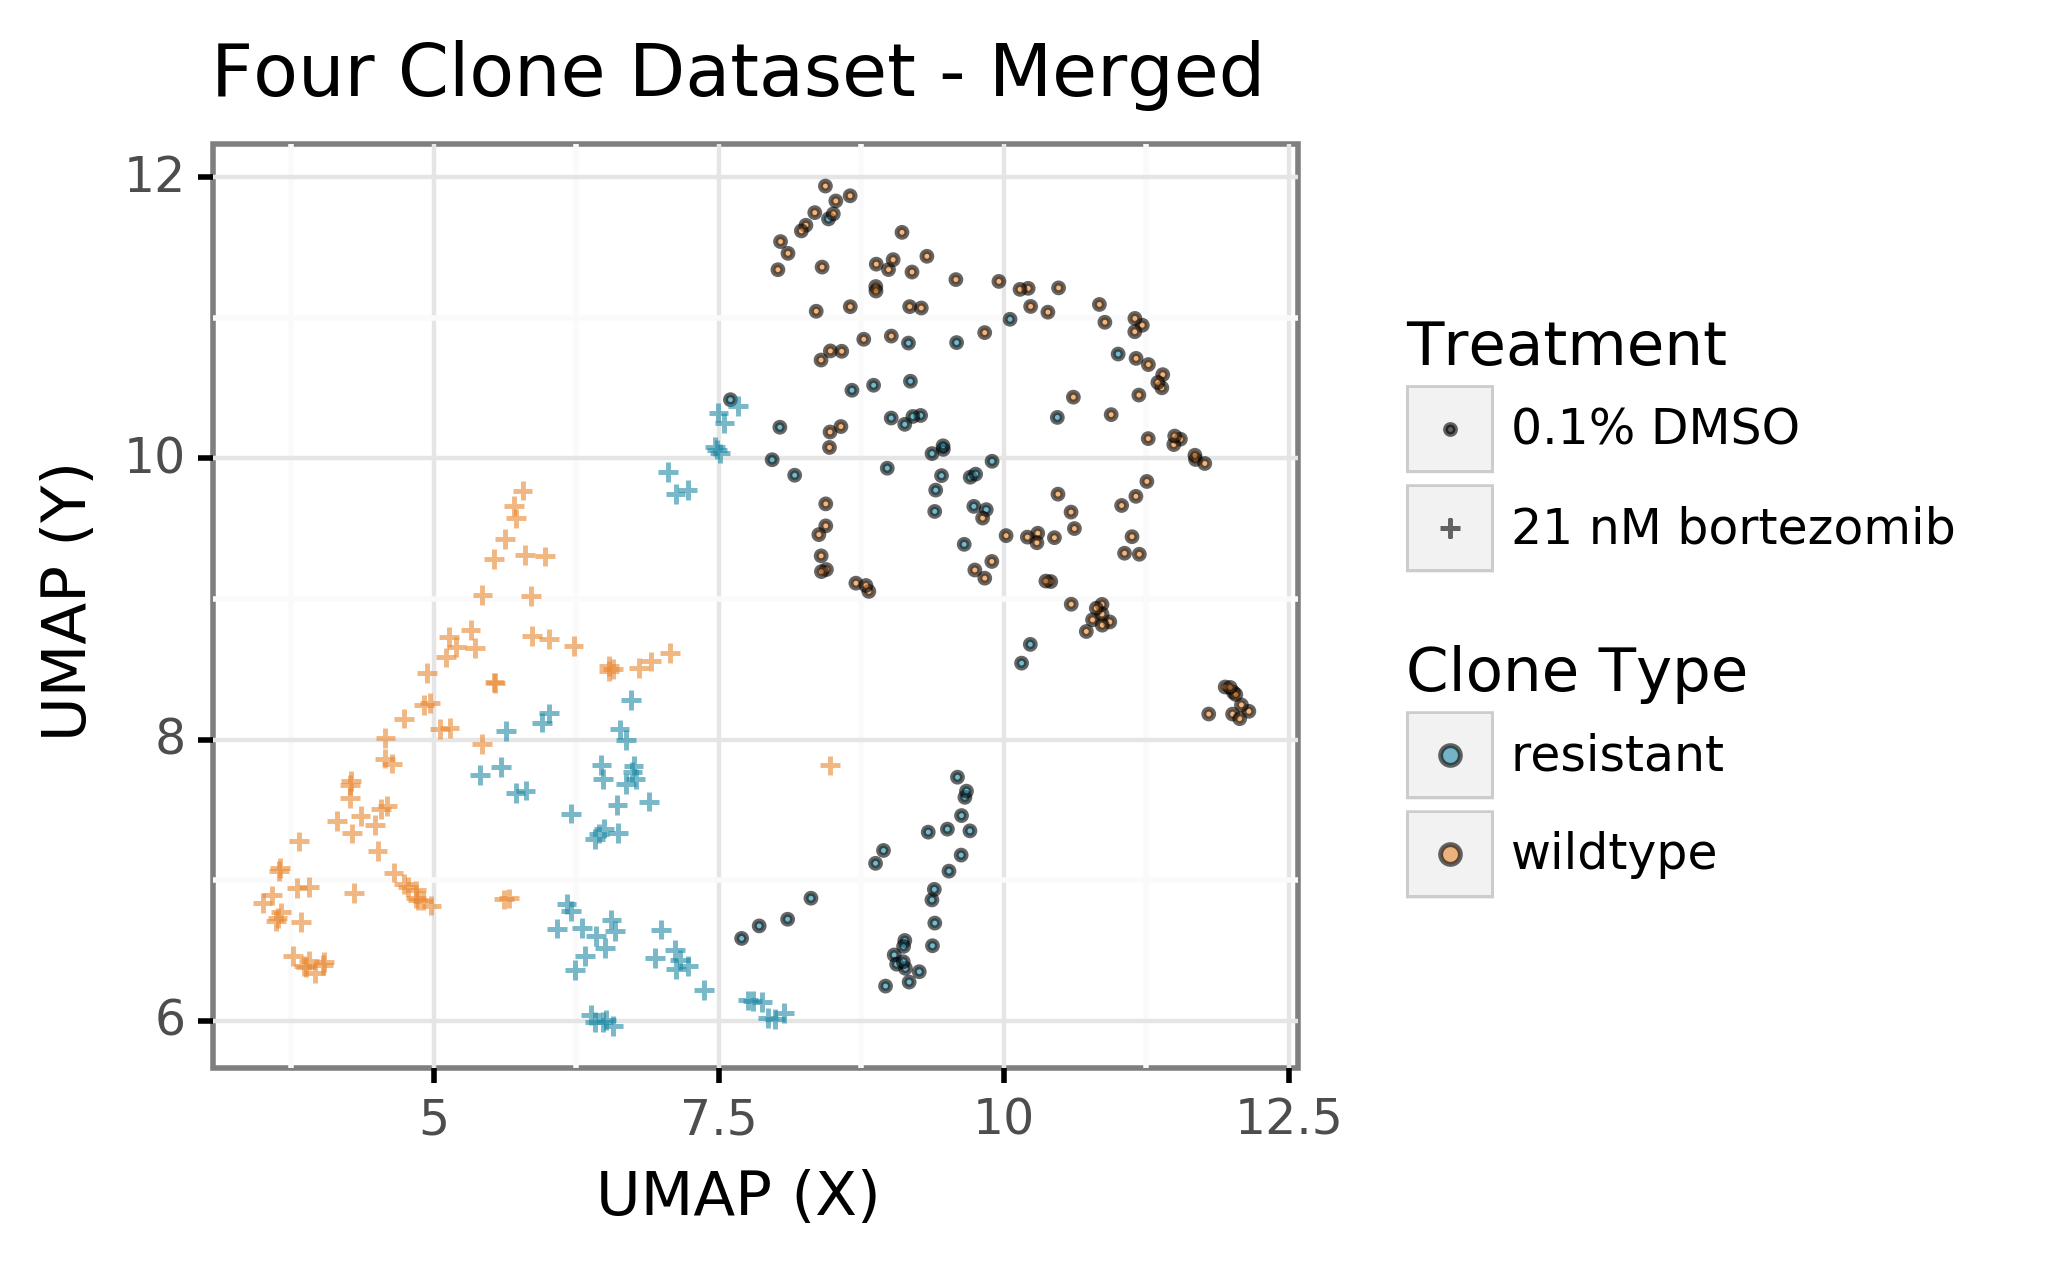 Four Clone Dataset - Merged
12
10
8
6
UMAP (Y)
5 7.5 10 12.5
UMAP (X)
Treatment
0.1% DMSO
21 nM bortezomib
Clone Type
resistant
wildtype